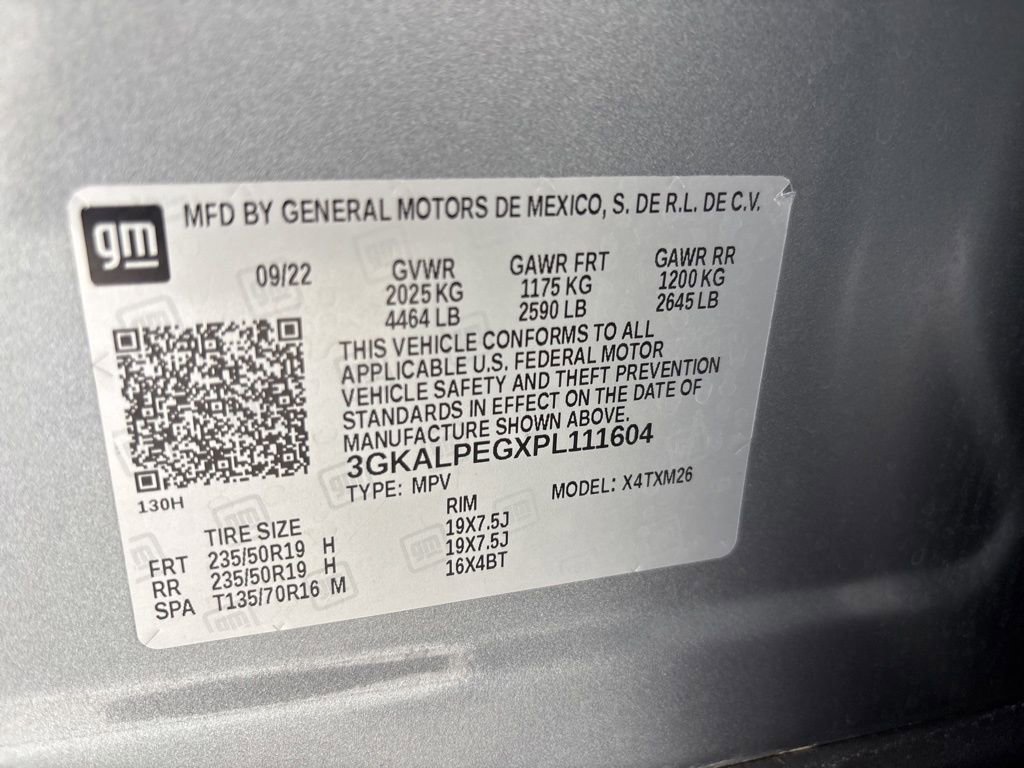 gm
MFD BY GENERAL MOTORS DE MEXICO, S. DE R.L. DE C.V.
09/22 GVWR GAWR FRT GAWR RR
2025 KG 1175 KG 1200 KG
4464 LB 2590 LB 2645 LB
THIS VEHICLE CONFORMS TO ALL
APPLICABLE U.S. FEDERAL MOTOR
VEHICLE SAFETY AND THEFT PREVENTION
STANDARDS IN EFFECT ON THE DATE OF
MANUFACTURE SHOWN ABOVE.
3GKALPEGXPL111604
TYPE: MPV MODEL: X4TXM26
130H
TIRE SIZE RIM
FRT 235/50R19 H 19X7.5J
RR 235/50R19 H 19X7.5J
SPA T135/70R16 M 16X4BT